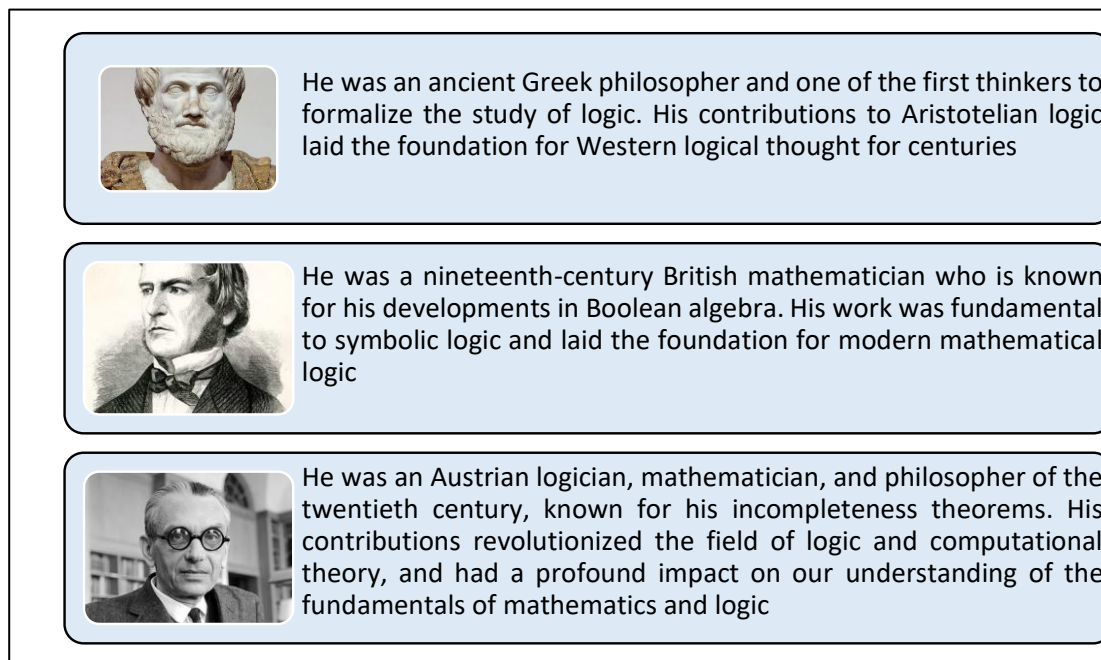 He was an ancient Greek philosopher and one of the first thinkers to
formalize the study of logic. His contributions to Aristotelian logic
laid the foundation for Western logical thought for centuries
He was a nineteenth-century British mathematician who is known
for his developments in Boolean algebra. His work was fundamental
to symbolic logic and laid the foundation for modern mathematical
logic
He was an Austrian logician, mathematician, and philosopher of the
twentieth century, known for his incompleteness theorems. His
contributions revolutionized the field of logic and computational
theory, and had a profound impact on our understanding of the
fundamentals of mathematics and logic